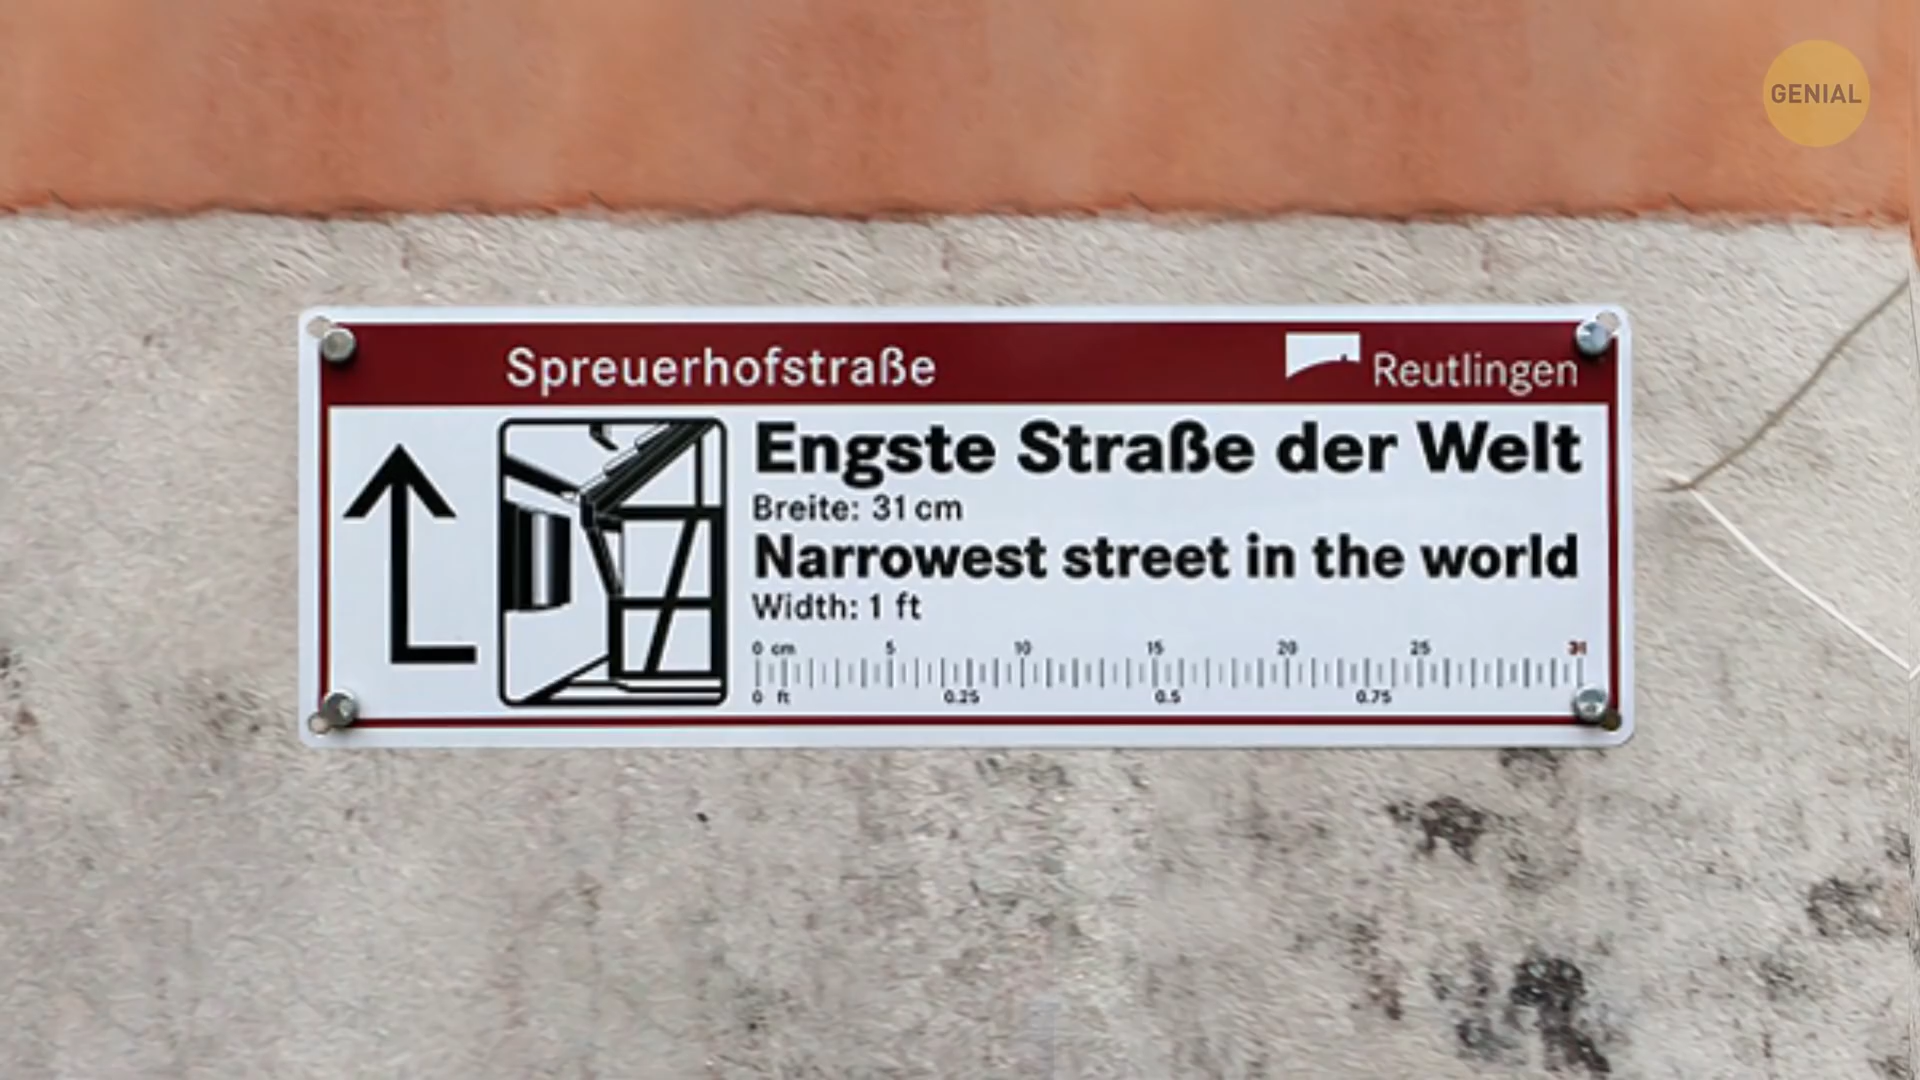 GENIAL
Spreuerhofstraße
Reutlingen
Engste Straße der Welt
Breite: 31 cm
Narrowest street in the world
Width: 1 ft
0 cm 5 10 15 20 25 31
0 ft 0.25 0.5 0.75